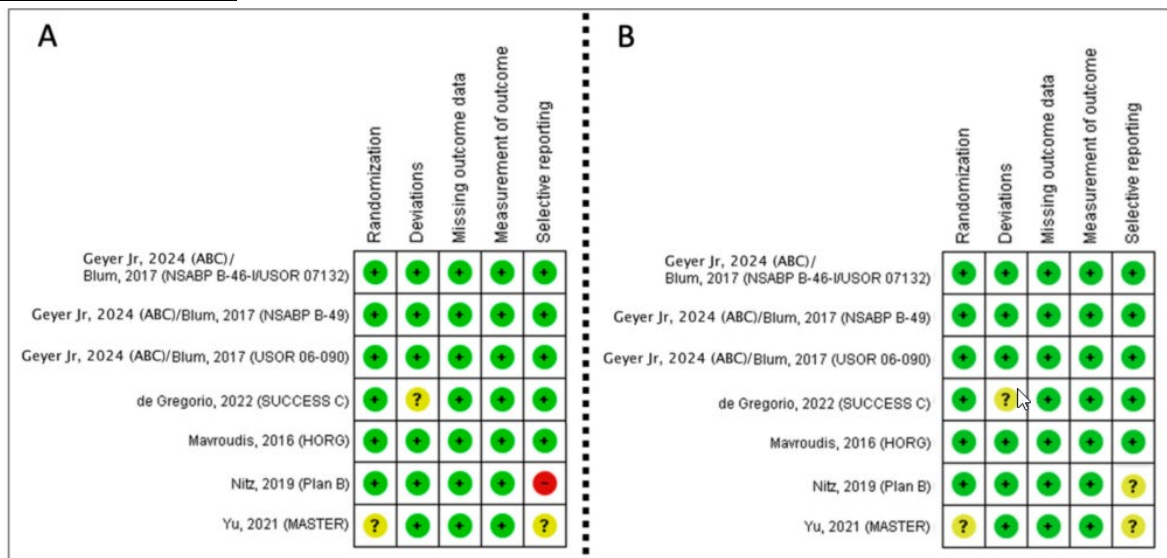 A
Randomization
Deviations
Missing outcome data
Measurement of outcome
Selective reporting
Geyer Jr, 2024 (ABC)/
Blum, 2017 (NSABP B-46-I/USOR 07132)
+ + + + +
Geyer Jr, 2024 (ABC)/Blum, 2017 (NSABP B-49)
+ + + + +
Geyer Jr, 2024 (ABC)/Blum, 2017 (USOR 06-090)
+ + + + +
de Gregorio, 2022 (SUCCESS C)
+ ? + + +
Mavroudis, 2016 (HORG)
+ + + + +
Nitz, 2019 (Plan B)
+ + + + −
Yu, 2021 (MASTER)
? + + + ?
B
Randomization
Deviations
Missing outcome data
Measurement of outcome
Selective reporting
Geyer Jr, 2024 (ABC)/
Blum, 2017 (NSABP B-46-I/USOR 07132)
+ + + + +
Geyer Jr, 2024 (ABC)/Blum, 2017 (NSABP B-49)
+ + + + +
Geyer Jr, 2024 (ABC)/Blum, 2017 (USOR 06-090)
+ + + + +
de Gregorio, 2022 (SUCCESS C)
+ ? + + +
Mavroudis, 2016 (HORG)
+ + + + +
Nitz, 2019 (Plan B)
+ + + + ?
Yu, 2021 (MASTER)
? + + + ?